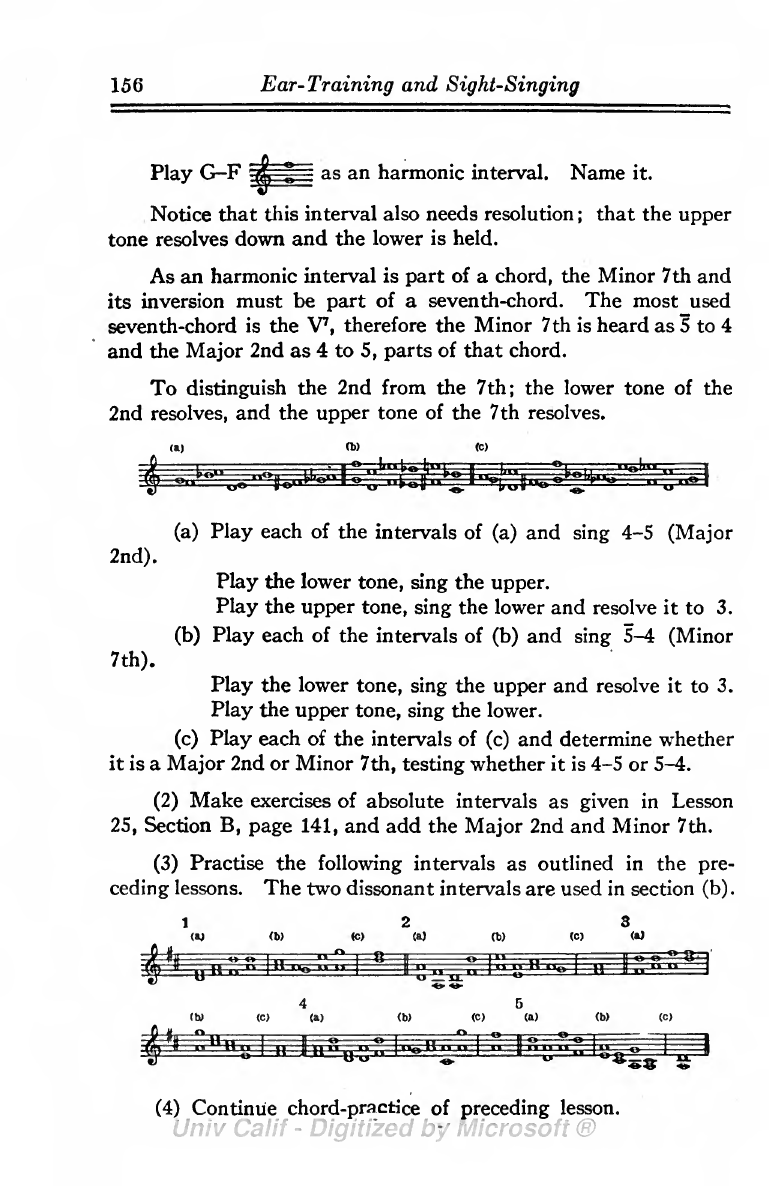 156 Ear-Training and Sight-Singing
Play G–F as an harmonic interval. Name it.
Notice that this interval also needs resolution; that the upper
tone resolves down and the lower is held.
As an harmonic interval is part of a chord, the Minor 7th and
its inversion must be part of a seventh-chord. The most used
seventh-chord is the V⁷, therefore the Minor 7th is heard as 5̄ to 4
and the Major 2nd as 4 to 5, parts of that chord.
To distinguish the 2nd from the 7th; the lower tone of the
2nd resolves, and the upper tone of the 7th resolves.
(a) (b) (c)
(a) Play each of the intervals of (a) and sing 4–5 (Major
2nd).
Play the lower tone, sing the upper.
Play the upper tone, sing the lower and resolve it to 3.
(b) Play each of the intervals of (b) and sing 5̄–4 (Minor
7th).
Play the lower tone, sing the upper and resolve it to 3.
Play the upper tone, sing the lower.
(c) Play each of the intervals of (c) and determine whether
it is a Major 2nd or Minor 7th, testing whether it is 4–5 or 5–4.
(2) Make exercises of absolute intervals as given in Lesson
25, Section B, page 141, and add the Major 2nd and Minor 7th.
(3) Practise the following intervals as outlined in the pre-
ceding lessons. The two dissonant intervals are used in section (b).
1 2 3
(a) (b) (c) (a) (b) (c) (a)
4 5
(b) (c) (a) (b) (c) (a) (b) (c)
(4) Continue chord-practice of preceding lesson.
Univ Calif - Digitized by Microsoft ®